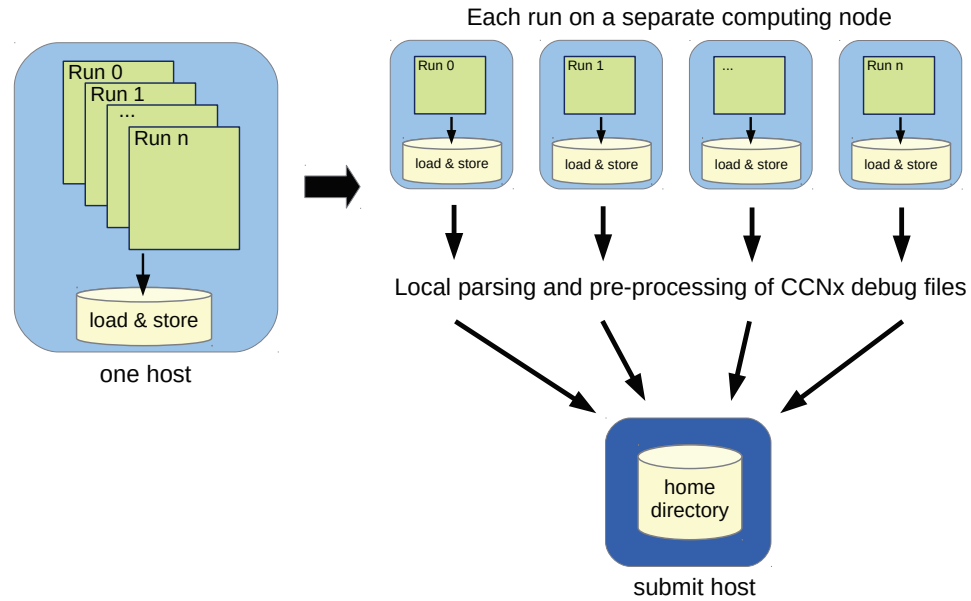 Each run on a separate computing node
Run 0
Run 1
...
Run n
load & store
one host
Run 0
Run 1
...
Run n
load & store
load & store
load & store
load & store
Local parsing and pre-processing of CCNx debug files
home
directory
submit host